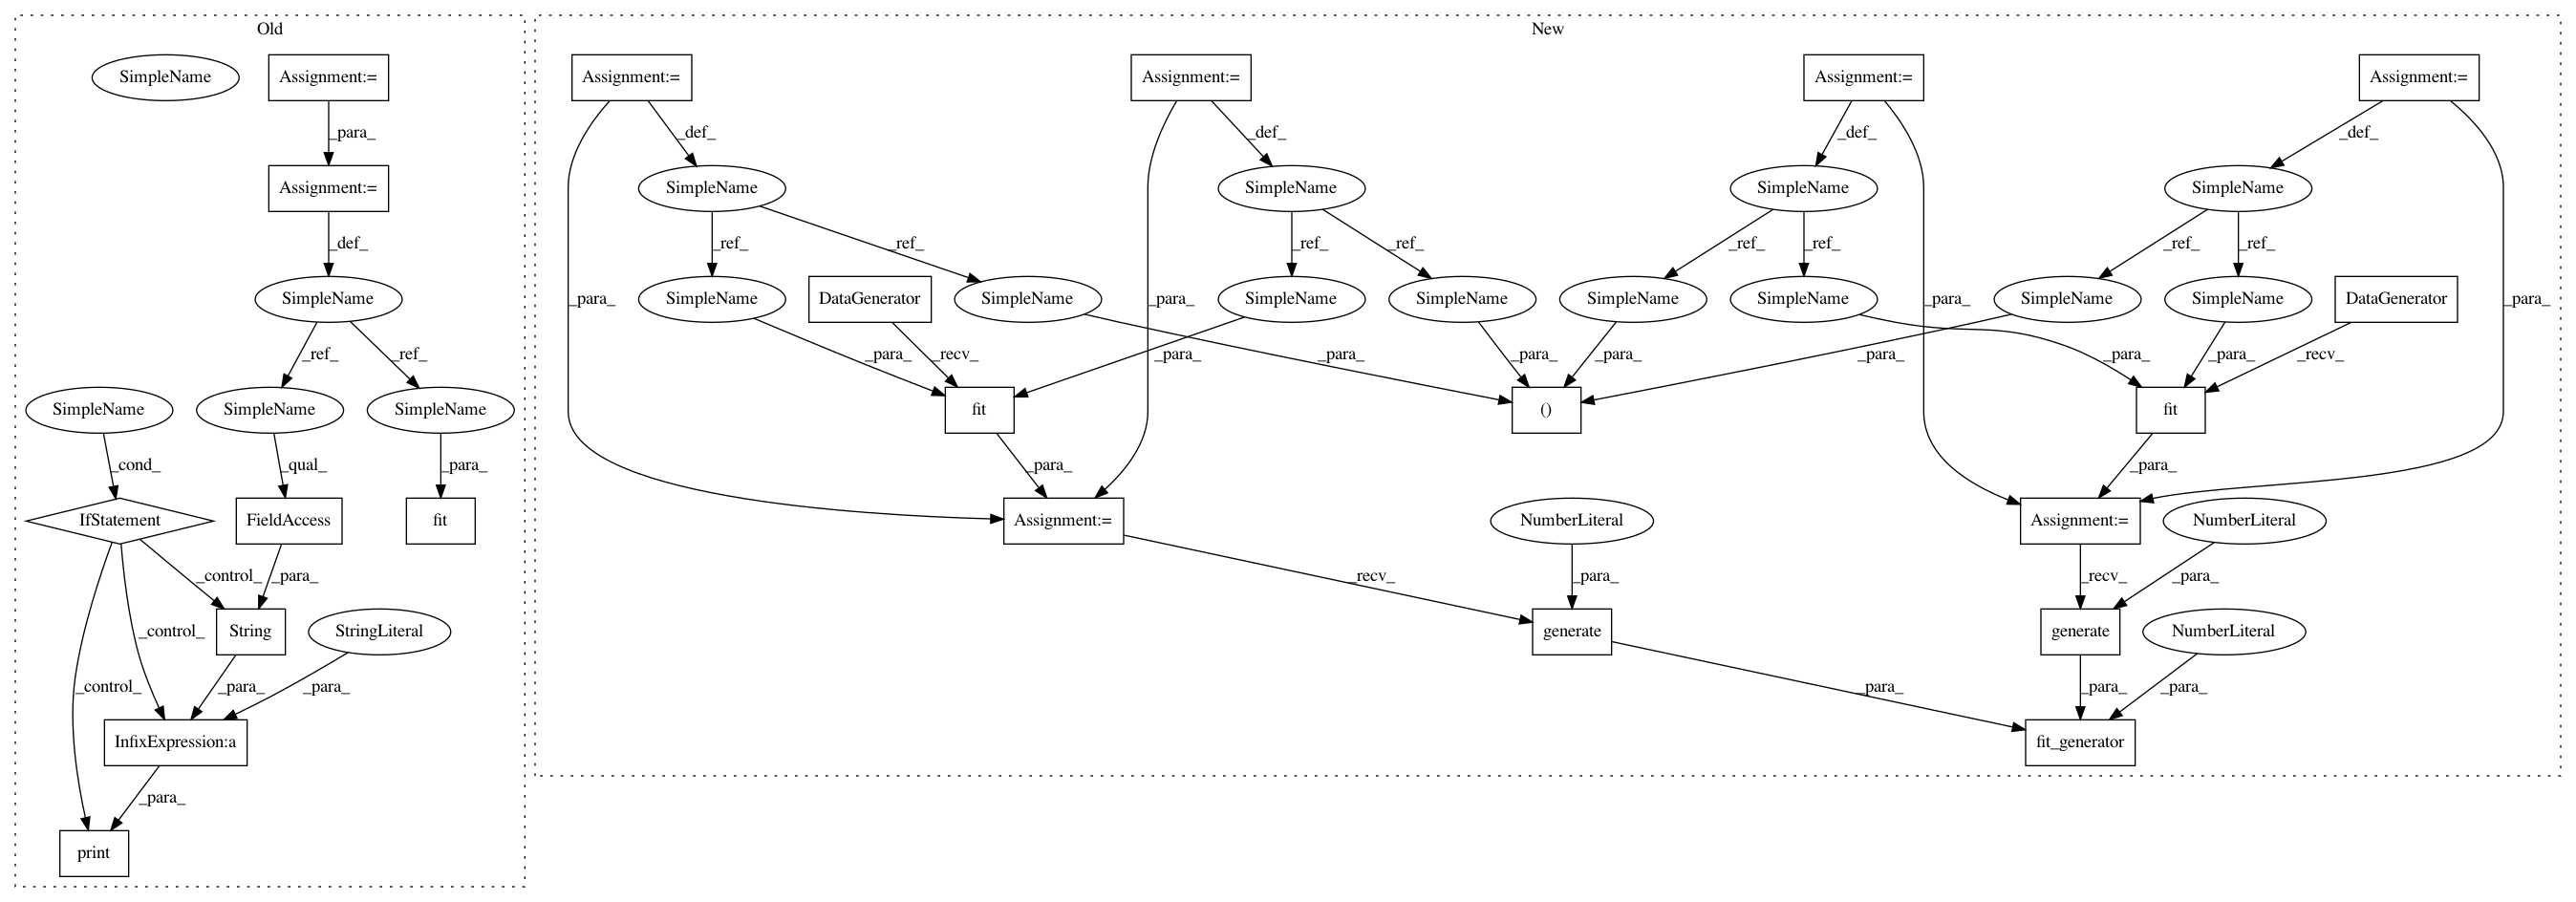 Old
New
SimpleName
Assignment:=
Assignment:=
Assignment:=
Assignment:=
Assignment:=
_para_
_def_
_def_
_def_
_def_
Assignment:=
SimpleName
SimpleName
SimpleName
SimpleName
_def_
_ref_
_ref_
_ref_
_ref_
_ref_
_ref_
_ref_
_ref_
SimpleName
_para_
SimpleName
DataGenerator
SimpleName
_para_
SimpleName
SimpleName
SimpleName
SimpleName
_para_
SimpleName
SimpleName
DataGenerator
_para_
_ref_
_ref_
_para_
_recv_
_para_
_para_
_para_
_para_
_para_
_para_
_para_
_recv_
SimpleName
SimpleName
SimpleName
fit
()
fit
_cond_
_qual_
_para_
_para_
_para_
IfStatement
FieldAccess
fit
Assignment:=
NumberLiteral
Assignment:=
NumberLiteral
_control_
_para_
_recv_
_para_
_recv_
_para_
_control_
String
StringLiteral
generate
generate
NumberLiteral
_control_
_para_
_para_
_para_
_para_
_para_
InfixExpression:a
fit_generator
_para_
print